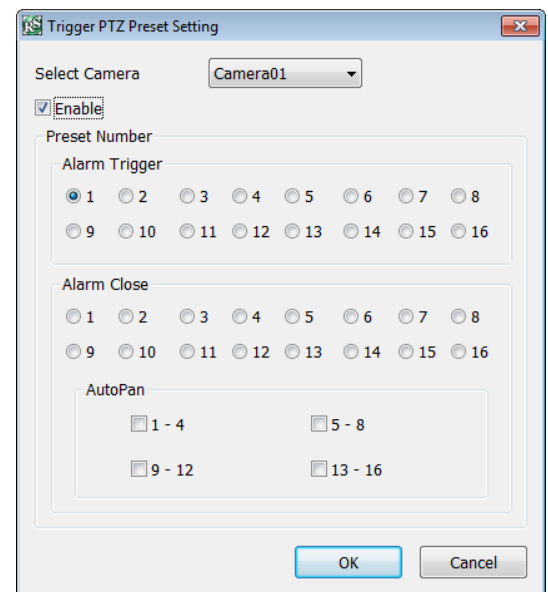 RS Trigger PTZ Preset Setting
Select Camera Camera01
Enable
Preset Number
Alarm Trigger
1 2 3 4 5 6 7 8
9 10 11 12 13 14 15 16
Alarm Close
1 2 3 4 5 6 7 8
9 10 11 12 13 14 15 16
AutoPan
1 - 4 5 - 8
9 - 12 13 - 16
OK Cancel